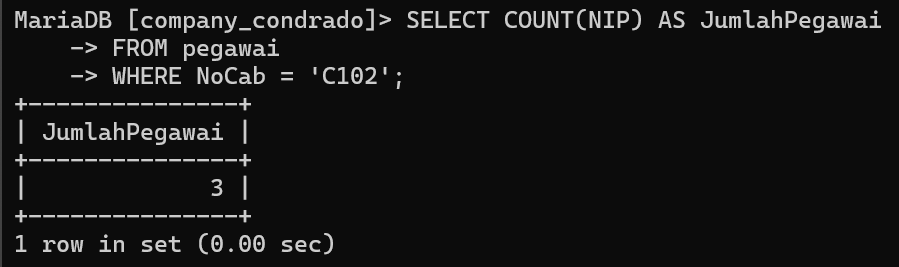 MariaDB [company_condrado]> SELECT COUNT(NIP) AS JumlahPegawai
    -> FROM pegawai
    -> WHERE NoCab = 'C102';
+---------------+
| JumlahPegawai |
+---------------+
|             3 |
+---------------+
1 row in set (0.00 sec)